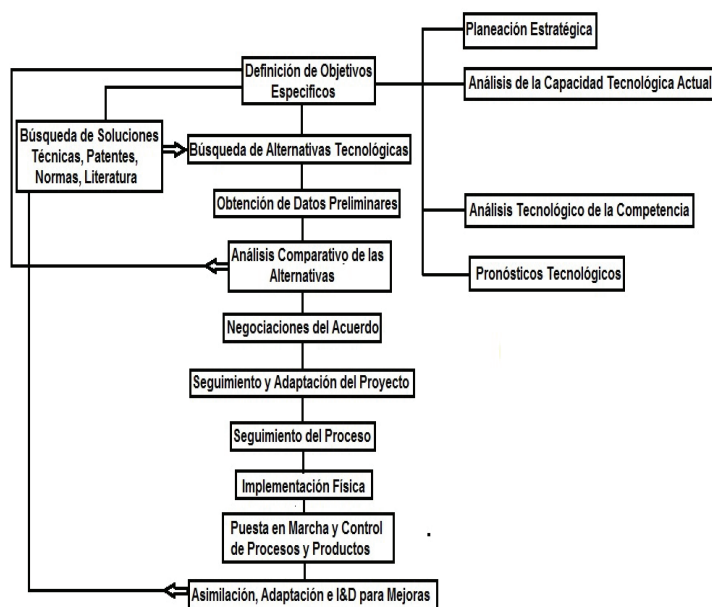 Planeación Estratégica
Definición de Objetivos
Especificos
Análisis de la Capacidad Tecnológica Actual
Búsqueda de Soluciones
Técnicas, Patentes,
Normas, Literatura
Búsqueda de Alternativas Tecnológicas
Obtención de Datos Preliminares
Análisis Tecnológico de la Competencia
Análisis Comparativo de las
Alternativas
Pronósticos Tecnológicos
Negociaciones del Acuerdo
Seguimiento y Adaptación del Proyecto
Seguimiento del Proceso
Implementación Física
Puesta en Marcha y Control
de Procesos y Productos
Asimilación, Adaptación e I&D para Mejoras